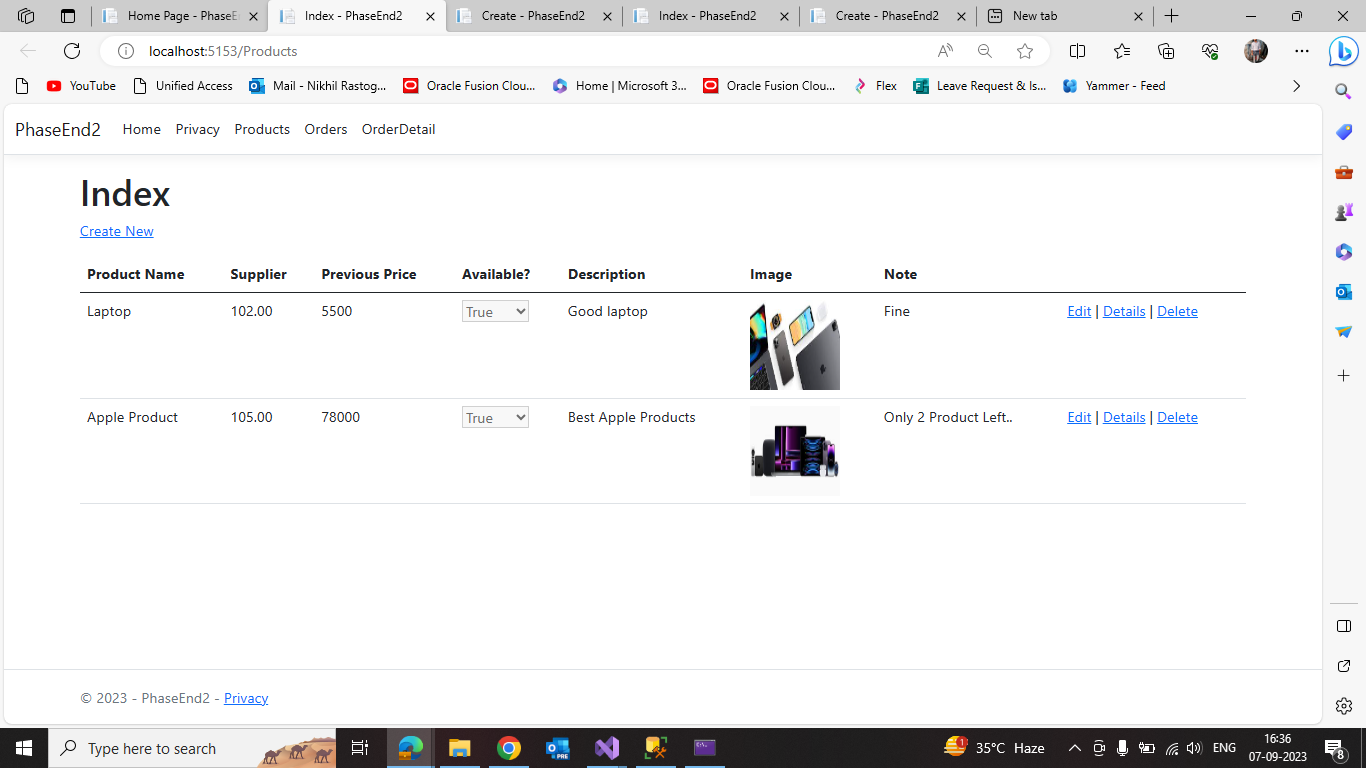 Home Page - PhaseE
Index - PhaseEnd2
Create - PhaseEnd2
Index - PhaseEnd2
Create - PhaseEnd2
New tab
localhost:5153/Products
YouTube
Unified Access
Mail - Nikhil Rastog...
Oracle Fusion Clou...
Home | Microsoft 3...
Oracle Fusion Clou...
Flex
Leave Request & Is...
Yammer - Feed
PhaseEnd2 Home Privacy Products Orders OrderDetail
Index
Create New
Product Name Supplier Previous Price Available? Description Image Note
Laptop 102.00 5500 True Good laptop Fine Edit | Details | Delete
Apple Product 105.00 78000 True Best Apple Products Only 2 Product Left.. Edit | Details | Delete
© 2023 - PhaseEnd2 - Privacy
Type here to search
PRE
1
35°C Haze
ENG
16:36
07-09-2023
8